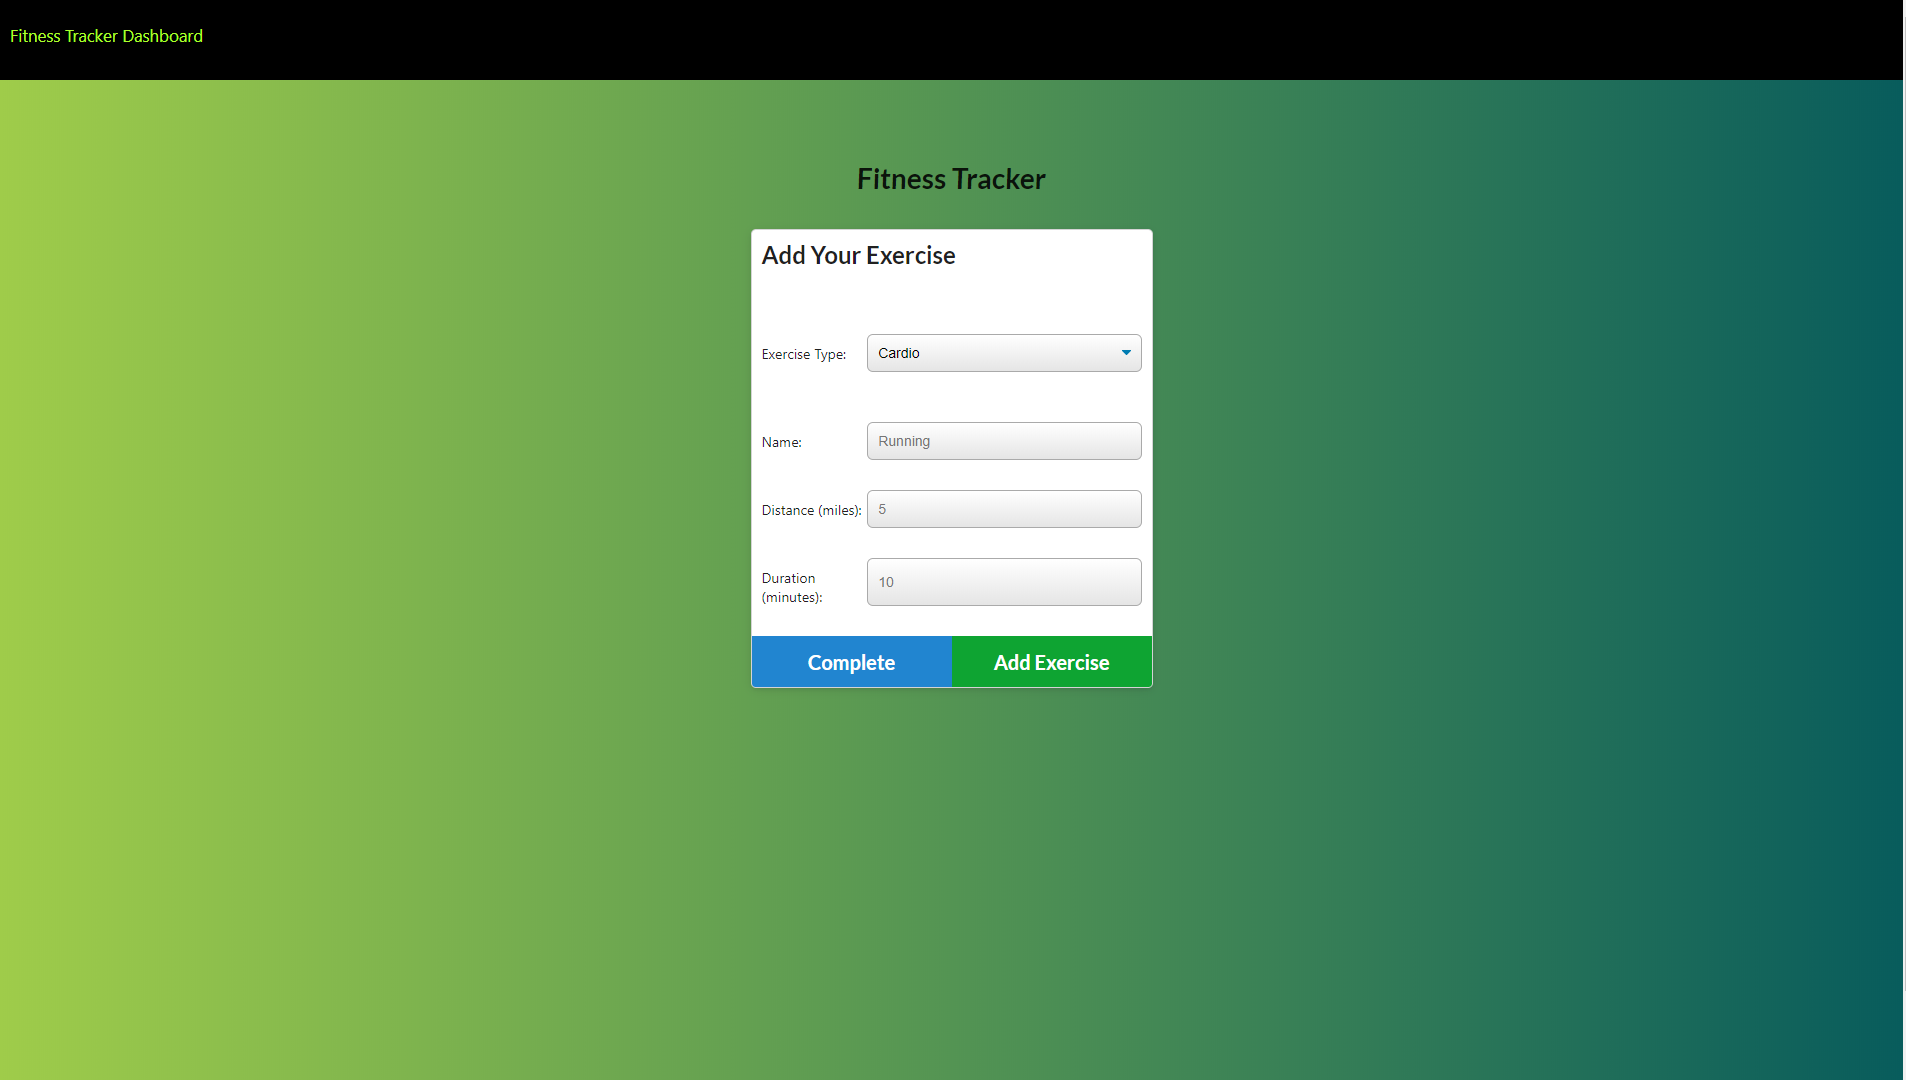 Fitness Tracker Dashboard
Fitness Tracker
Add Your Exercise
Exercise Type: Cardio
Name: Running
Distance (miles): 5
Duration
(minutes): 10
Complete Add Exercise